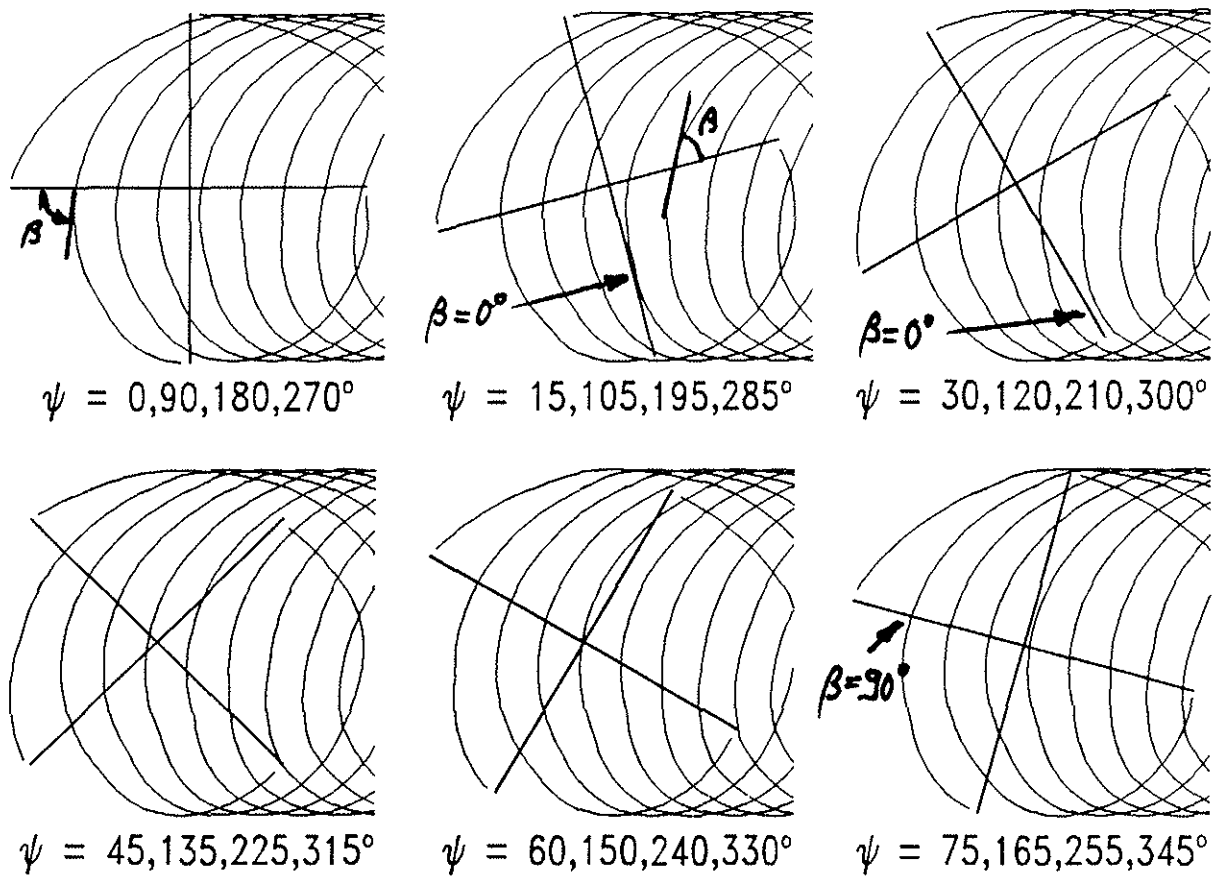 β
β
β=0°
β=0°
ψ = 0,90,180,270°
ψ = 15,105,195,285°
ψ = 30,120,210,300°
β=90°
ψ = 45,135,225,315°
ψ = 60,150,240,330°
ψ = 75,165,255,345°